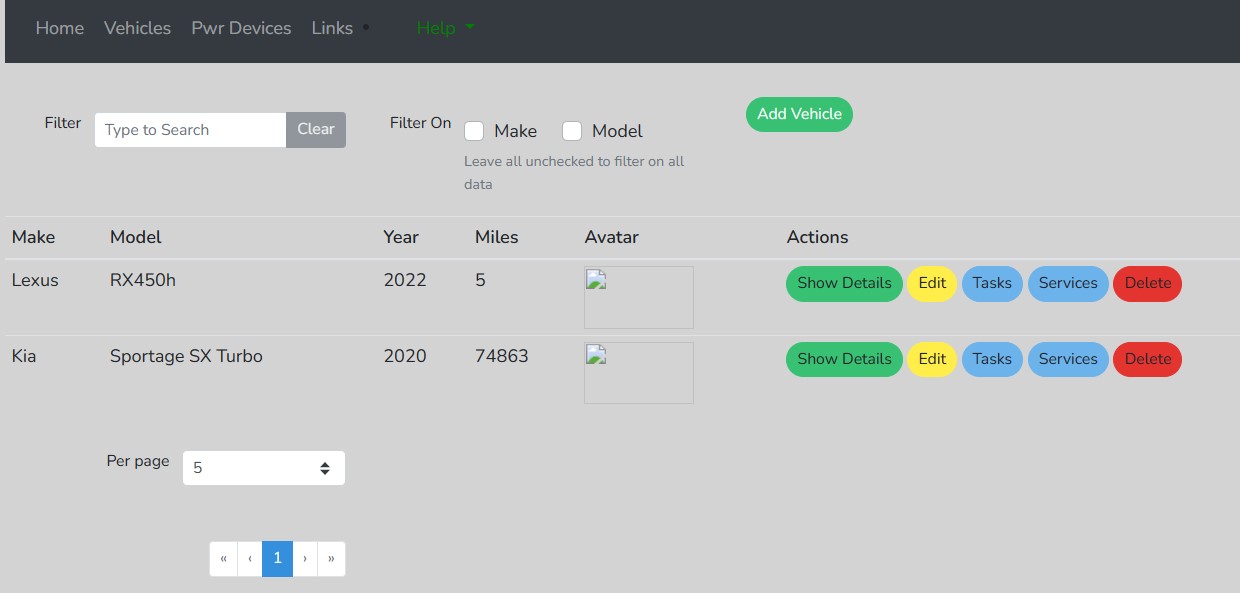 Home Vehicles Pwr Devices Links Help
Filter Type to Search Clear Filter On Make Model Add Vehicle
Leave all unchecked to filter on all
data
Make Model Year Miles Avatar Actions
Lexus RX450h 2022 5 Show Details Edit Tasks Services Delete
Kia Sportage SX Turbo 2020 74863 Show Details Edit Tasks Services Delete
Per page 5
« ‹ 1 › »